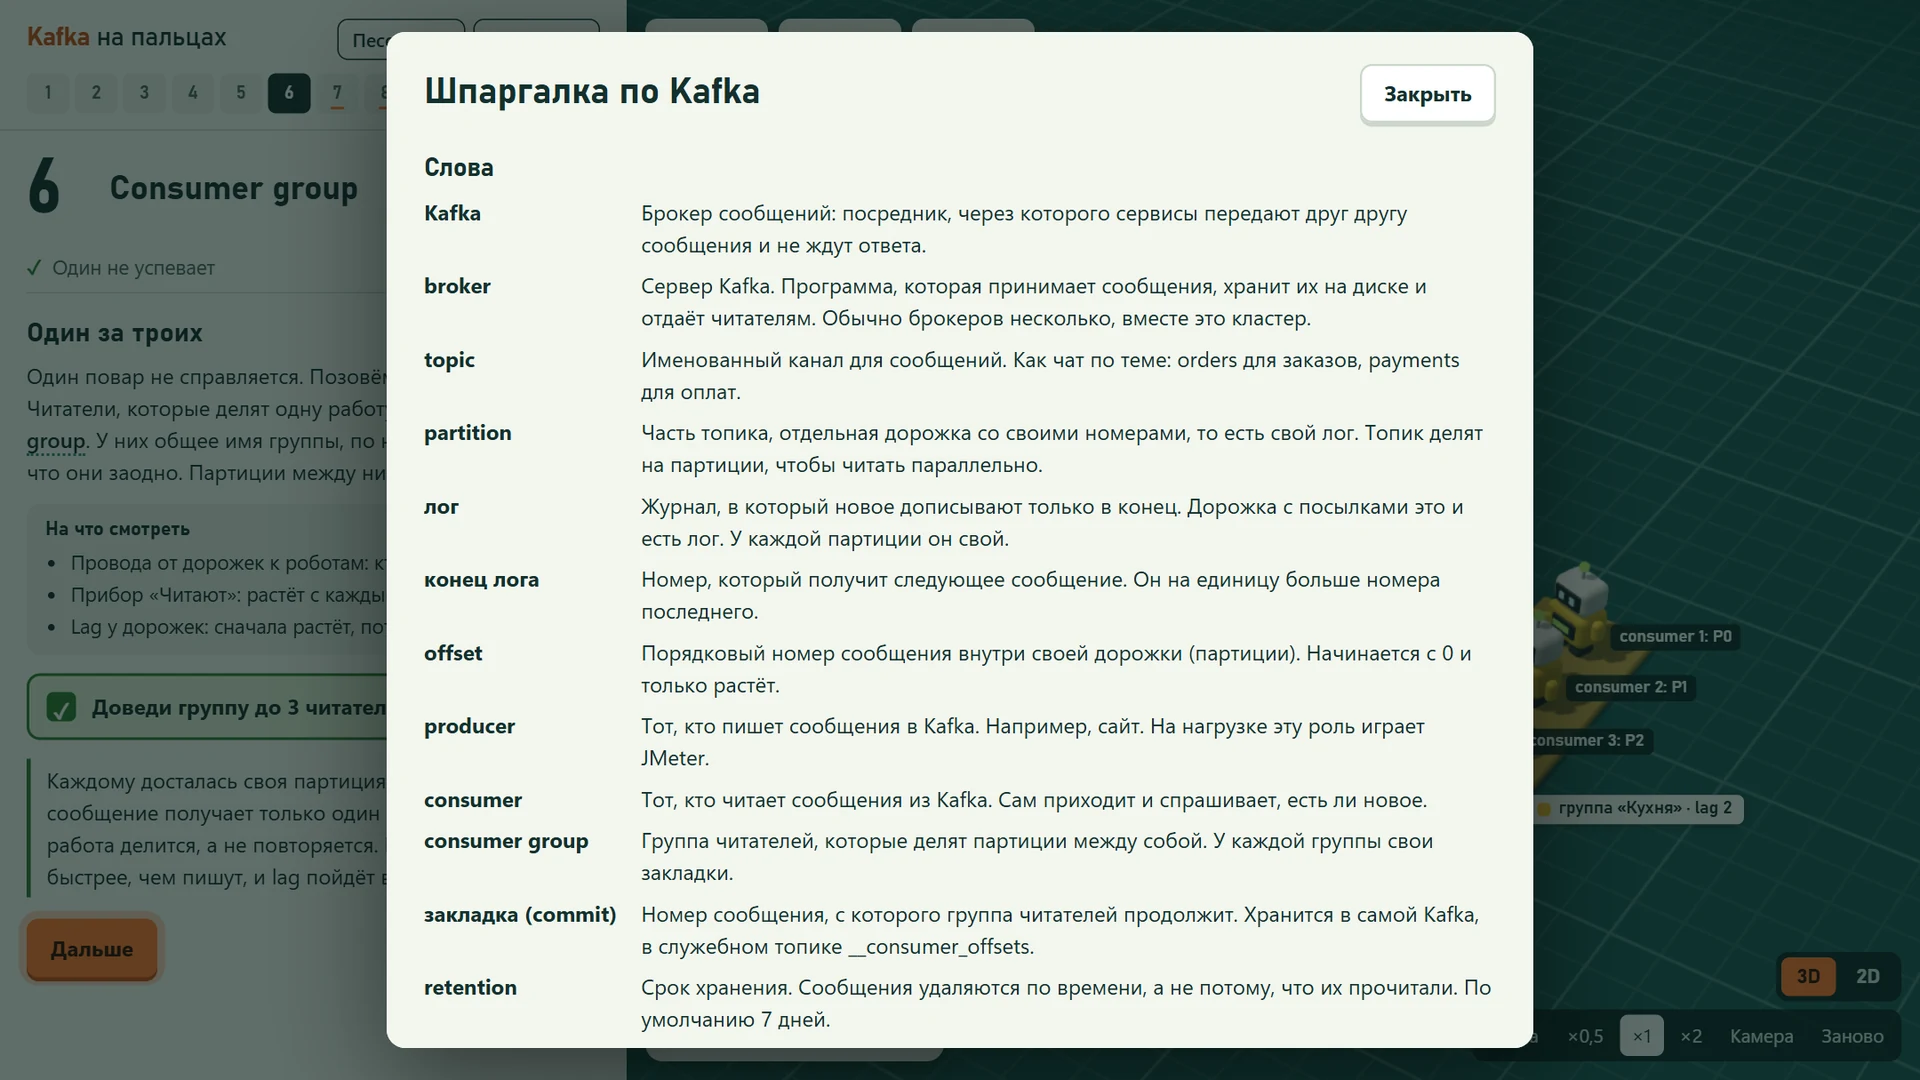 Kafka на пальцах
1 2 3 4 5 6 7
6 Consumer group
✓ Один не успевает
Один за троих
Один повар не справляется.
Читатели, которые делят одну
group. У них общее имя группы, по
что они заодно. Партиции между
На что смотреть
• Провода от дорожек к роботам:
• Прибор «Читают»: растёт с
• Lag у дорожек: сначала растёт,
Доведи группу до 3
Каждому досталась своя партиция
сообщение получает только один
работа делится, а не повторяется.
быстрее, чем пишут, и lag пойдёт
Дальше
Шпаргалка по Kafka
Закрыть
Слова
Kafka
Брокер сообщений: посредник, через которого сервисы передают друг другу
сообщения и не ждут ответа.
broker
Сервер Kafka. Программа, которая принимает сообщения, хранит их на диске и
отдаёт читателям. Обычно брокеров несколько, вместе это кластер.
topic
Именованный канал для сообщений. Как чат по теме: orders для заказов, payments
для оплат.
partition
Часть топика, отдельная дорожка со своими номерами, то есть свой лог. Топик делят
на партиции, чтобы читать параллельно.
лог
Журнал, в который новое дописывают только в конец. Дорожка с посылками это и
есть лог. У каждой партиции он свой.
конец лога
Номер, который получит следующее сообщение. Он на единицу больше номера
последнего.
offset
Порядковый номер сообщения внутри своей дорожки (партиции). Начинается с 0 и
только растёт.
producer
Тот, кто пишет сообщения в Kafka. Например, сайт. На нагрузке эту роль играет
JMeter.
consumer
Тот, кто читает сообщения из Kafka. Сам приходит и спрашивает, есть ли новое.
consumer group
Группа читателей, которые делят партиции между собой. У каждой группы свои
закладки.
закладка (commit)
Номер сообщения, с которого группа читателей продолжит. Хранится в самой Kafka,
в служебном топике __consumer_offsets.
retention
Срок хранения. Сообщения удаляются по времени, а не потому, что их прочитали. По
умолчанию 7 дней.
consumer 1: P0
consumer 2: P1
consumer 3: P2
группа «Кухня» · lag 2
3D 2D
×0,5 ×1 ×2 Камера Заново